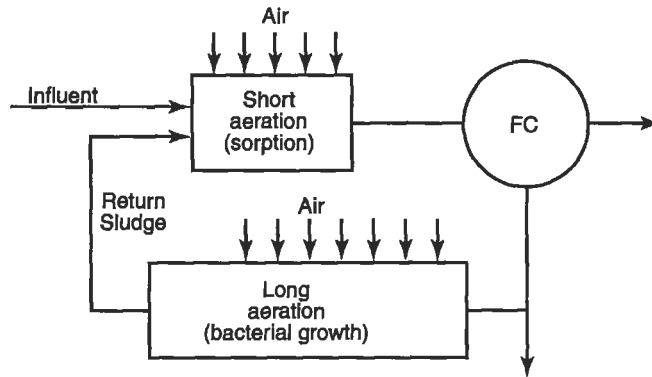 Air
Influent
Short
aeration
(sorption)
FC
Return
Sludge
Air
Long
aeration
(bacterial growth)